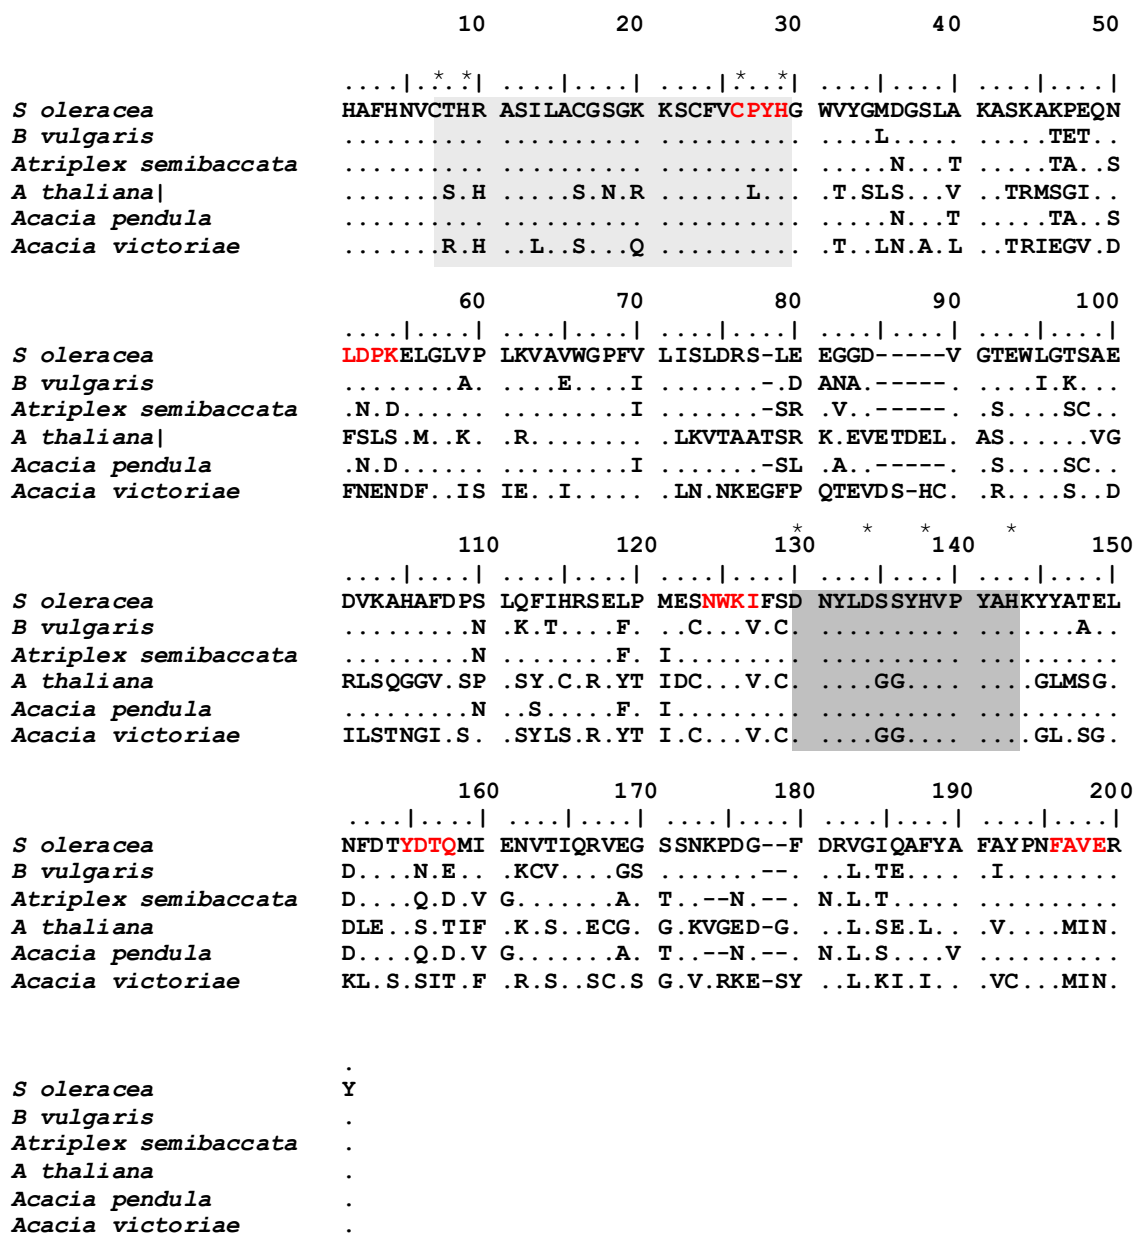 10 20 30 40 50
* * * *
....|....| ....|....| ....|....| ....|....| ....|....|
S oleracea HAFHNVCTHR ASILACGSGK KSCFVCPYHG WVYGMDGSLA KASKAKPEQN
B vulgaris .......... .......... .......... ....L..... .....TET..
Atriplex semibaccata .......... .......... .......... .....N...T .....TA..S
A thaliana| .......S.H .....S.N.R .......L.. .T.SLS...V ..TRMSGI..
Acacia pendula .......... .......... .......... .....N...T .....TA..S
Acacia victoriae .......R.H ..L..S...Q .......... .T..LN.A.L ..TRIEGV.D
60 70 80 90 100
....|....| ....|....| ....|....| ....|....| ....|....|
S oleracea LDPKELGLVP LKVAVWGPFV LISLDRS-LE EGGD-----V GTEWLGTSAE
B vulgaris ........A. ....E....I .......-.D ANA.-----. ....I.K...
Atriplex semibaccata .N.D...... .........I .......-SR .V..-----. .S....SC..
A thaliana| FSLS.M..K. .R........ .LKVTAATSR K.EVETDEL. AS......VG
Acacia pendula .N.D...... .........I .......-SL .A..-----. .S....SC..
Acacia victoriae FNENDF..IS IE..I..... .LN.NKEGFP QTEVDS-HC. .R....S..D
* * * *
110 120 130 140 150
....|....| ....|....| ....|....| ....|....| ....|....|
S oleracea DVKAHAFDPS LQFIHRSELP MESNWKIFSD NYLDSSYHVP YAHKYYATEL
B vulgaris .........N .K.T....F. ..C...V.C. .......... .......A..
Atriplex semibaccata .........N ........F. I......... .......... ..........
A thaliana RLSQGGV.SP .SY.C.R.YT IDC...V.C. ....GG.... ....GLMSG.
Acacia pendula .........N ..S.....F. I......... .......... ..........
Acacia victoriae ILSTNGI.S. .SYLS.R.YT I.C...V.C. ....GG.... ....GL.SG.
160 170 180 190 200
....|....| ....|....| ....|....| ....|....| ....|....|
S oleracea NFDTYDTQMI ENVTIQRVEG SSNKPDG--F DRVGIQAFYA FAYPNFAVER
B vulgaris D....N.E.. .KCV....GS .......--. ..L.TE.... .I........
Atriplex semibaccata D....Q.D.V G.......A. T..--N.--. N.L.T..... ..........
A thaliana DLE..S.TIF .K.S..ECG. G.KVGED-G. ..L.SE.L.. .V....MIN.
Acacia pendula D....Q.D.V G.......A. T..--N.--. N.L.S....V ..........
Acacia victoriae KL.S.SIT.F .R.S..SC.S G.V.RKE-SY ..L.KI.I.. .VC...MIN.
.
S oleracea Y
B vulgaris .
Atriplex semibaccata .
A thaliana .
Acacia pendula .
Acacia victoriae .